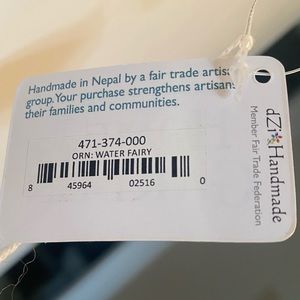 Handmade in Nepal by a fair trade artisa
group. Your purchase strengthens artisans
their families and communities.
471-374-000
ORN: WATER FAIRY
8 45964 02516 0
dZi Handmade
Member Fair Trade Federation